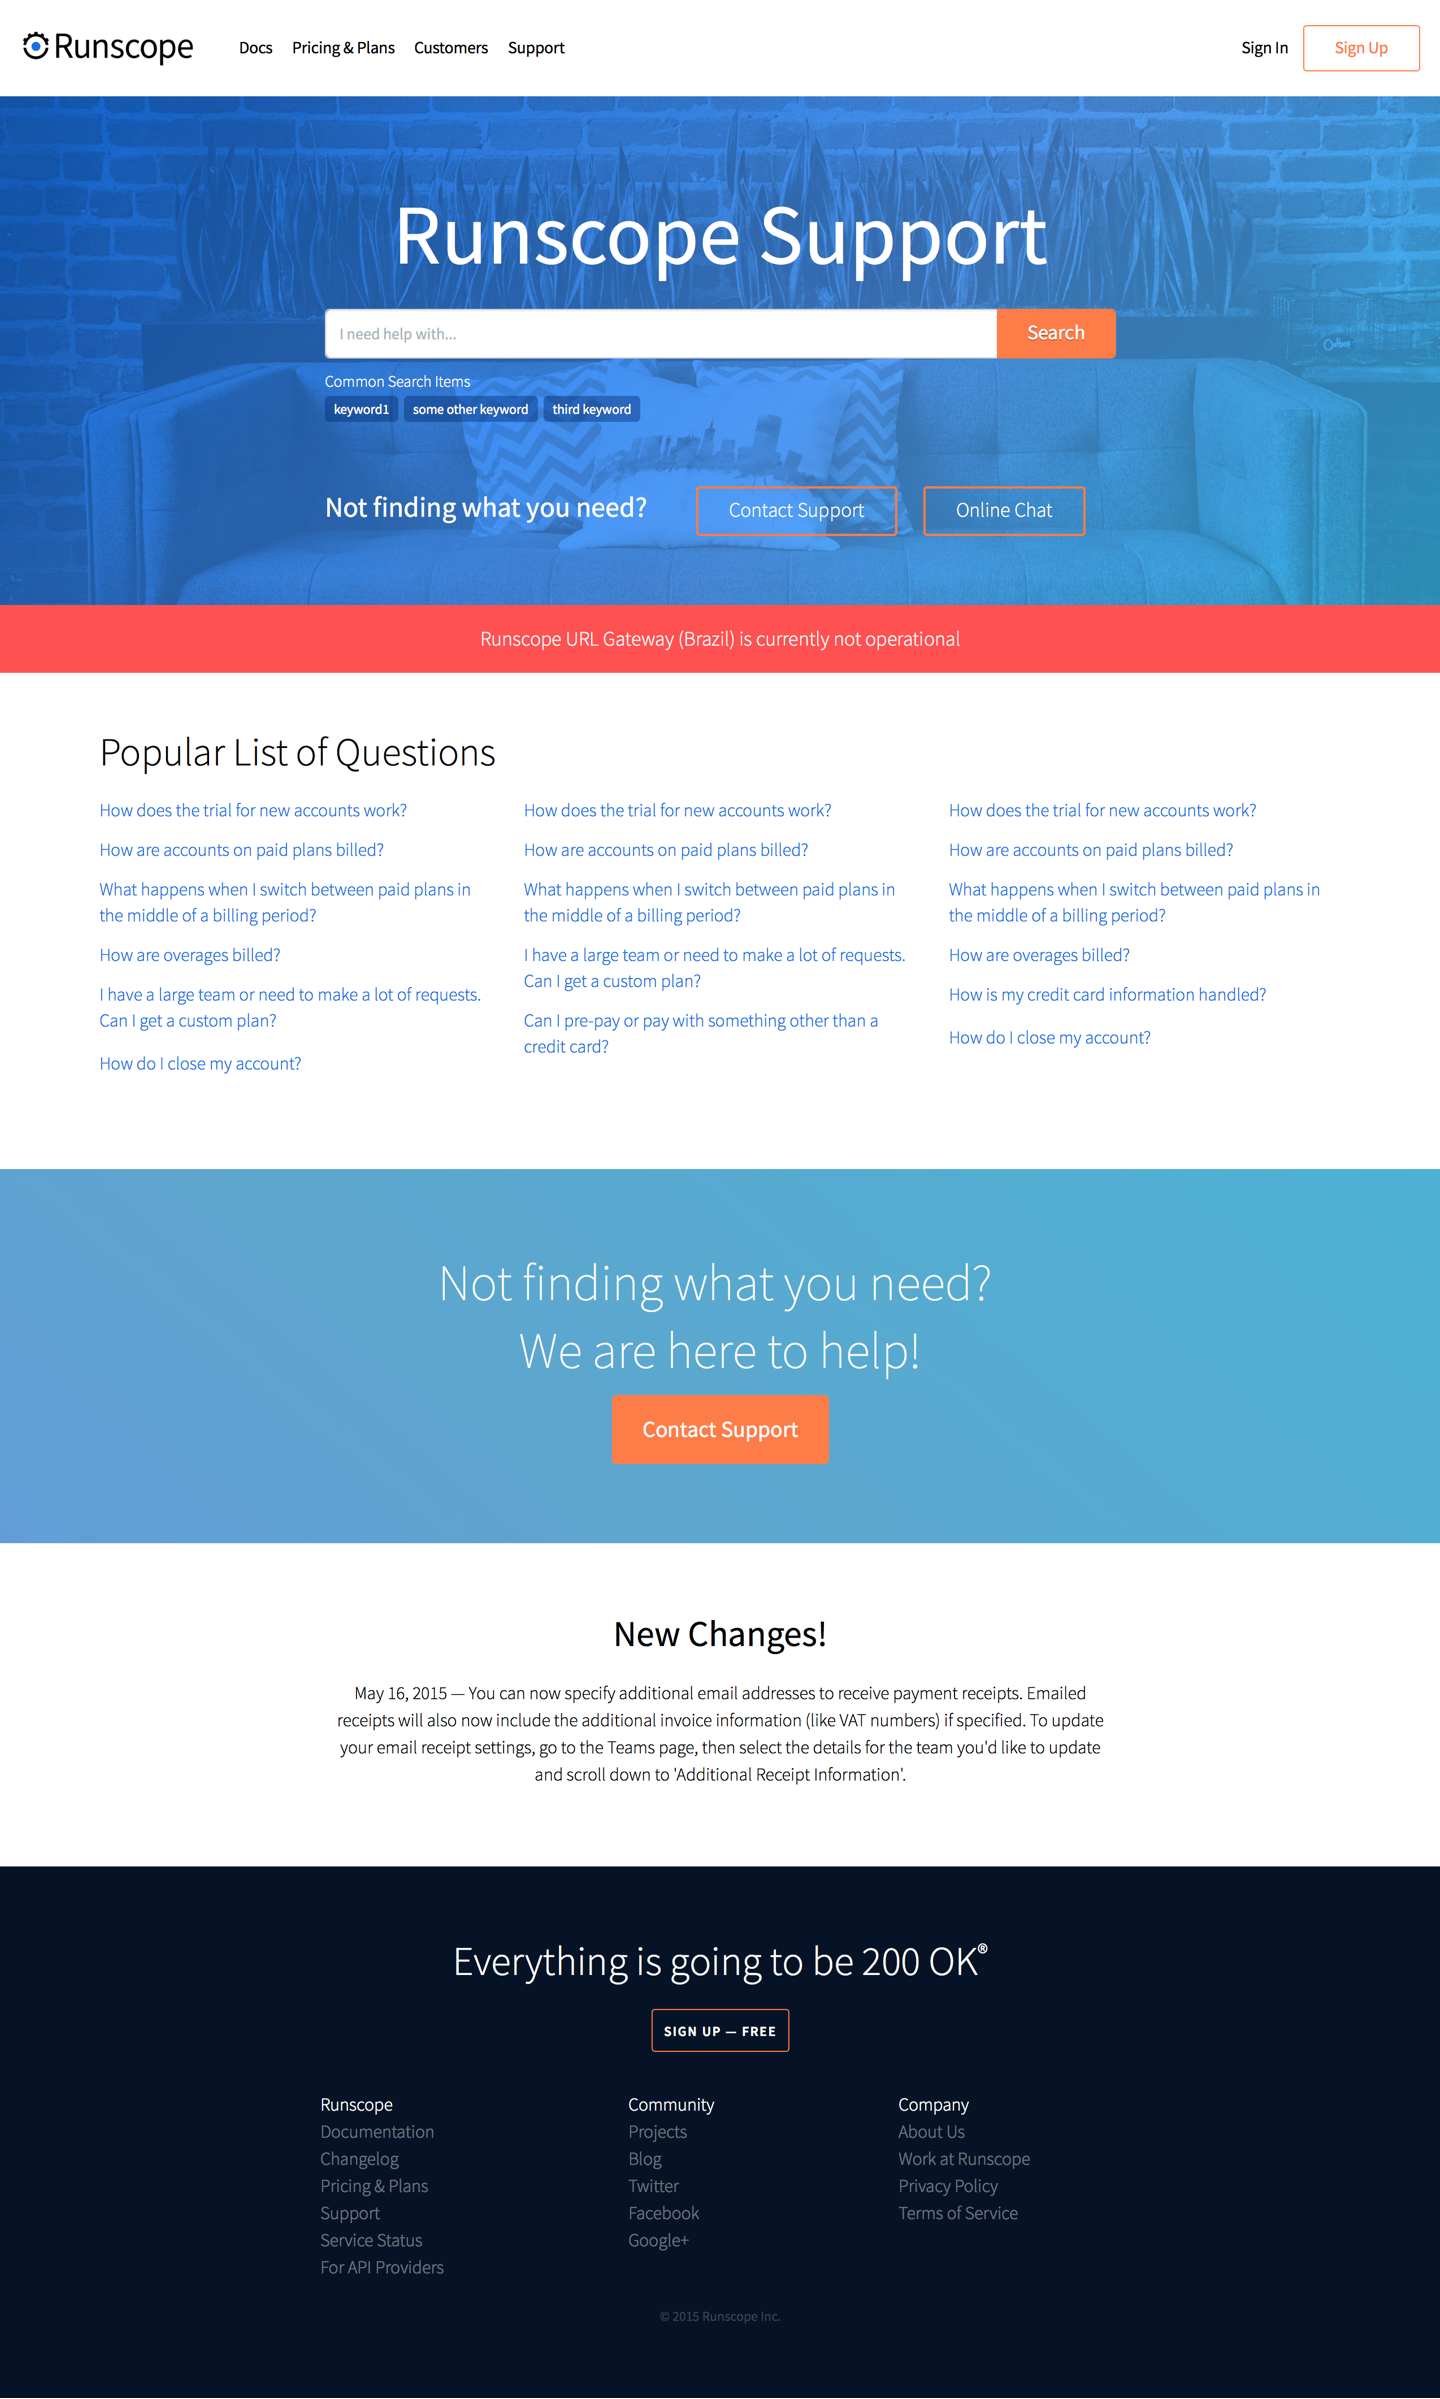 Runscope
Docs
Pricing & Plans
Customers
Support
Sign In
Sign Up
Runscope Support
I need help with...
Search
Common Search Items
keyword1
some other keyword
third keyword
Not finding what you need?
Contact Support
Online Chat
Runscope URL Gateway (Brazil) is currently not operational
Popular List of Questions
How does the trial for new accounts work?
How are accounts on paid plans billed?
What happens when I switch between paid plans in
the middle of a billing period?
How are overages billed?
I have a large team or need to make a lot of requests.
Can I get a custom plan?
How do I close my account?
How does the trial for new accounts work?
How are accounts on paid plans billed?
What happens when I switch between paid plans in
the middle of a billing period?
I have a large team or need to make a lot of requests.
Can I get a custom plan?
Can I pre-pay or pay with something other than a
credit card?
How does the trial for new accounts work?
How are accounts on paid plans billed?
What happens when I switch between paid plans in
the middle of a billing period?
How are overages billed?
How is my credit card information handled?
How do I close my account?
Not finding what you need?
We are here to help!
Contact Support
New Changes!
May 16, 2015 — You can now specify additional email addresses to receive payment receipts. Emailed
receipts will also now include the additional invoice information (like VAT numbers) if specified. To update
your email receipt settings, go to the Teams page, then select the details for the team you'd like to update
and scroll down to 'Additional Receipt Information'.
Everything is going to be 200 OK®
SIGN UP — FREE
Runscope
Documentation
Changelog
Pricing & Plans
Support
Service Status
For API Providers
Community
Projects
Blog
Twitter
Facebook
Google+
Company
About Us
Work at Runscope
Privacy Policy
Terms of Service
© 2015 Runscope Inc.